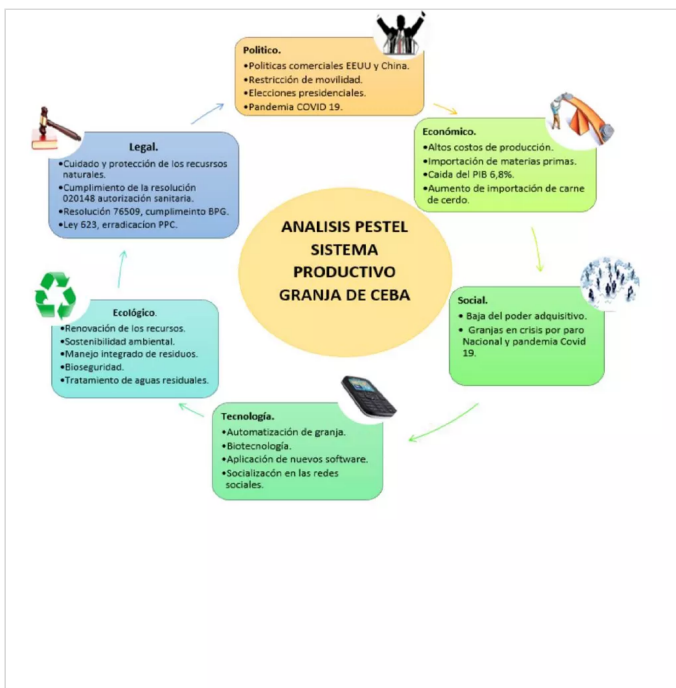 ANALISIS PESTEL
SISTEMA
PRODUCTIVO
GRANJA DE CEBA
Politico.
•Politicas comerciales EEUU y China.
•Restricción de movilidad.
•Elecciones presidenciales.
•Pandemia COVID 19.
Económico.
•Altos costos de producción.
•Importación de materias primas.
•Caida del PIB 6,8%.
•Aumento de importación de carne
de cerdo.
Social.
• Baja del poder adquisitivo.
• Granjas en crisis por paro
Nacional y pandemia Covid
19.
Tecnología.
•Automatización de granja.
•Biotecnología.
•Aplicación de nuevos software.
•Socializacón en las redes
sociales.
Ecológico.
•Renovación de los recursos.
•Sostenibilidad ambiental.
•Manejo integrado de residuos.
•Bioseguridad.
•Tratamiento de aguas residuales.
Legal.
•Cuidado y protección de los recusrsos
naturales.
•Cumplimiento de la resolución
020148 autorización sanitaria.
•Resolución 76509, cumplimeinto BPG.
•Ley 623, erradicacíon PPC.